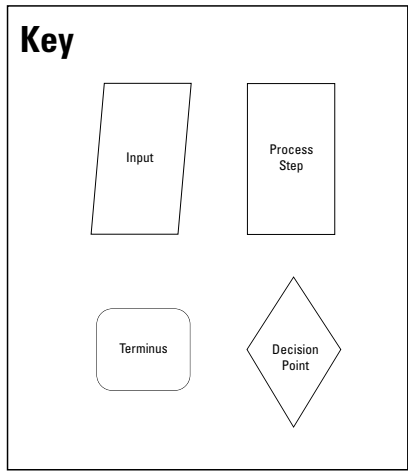 Key
Input
Process
Step
Terminus
Decision
Point